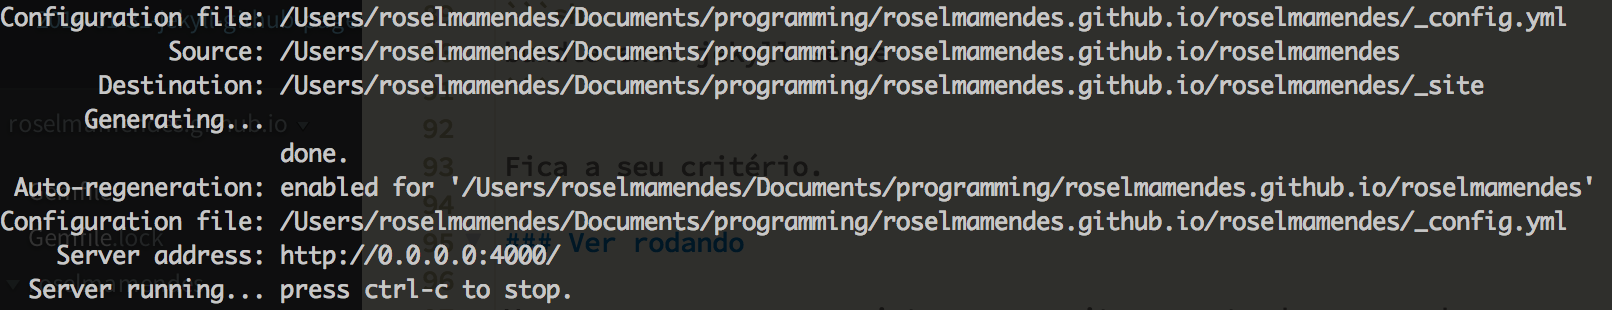 Configuration file: /Users/roselmamendes/Documents/programming/roselmamendes.github.io/roselmamendes/_config.yml
Source: /Users/roselmamendes/Documents/programming/roselmamendes.github.io/roselmamendes
Destination: /Users/roselmamendes/Documents/programming/roselmamendes.github.io/roselmamendes/_site
Generating...
done.
Auto-regeneration: enabled for '/Users/roselmamendes/Documents/programming/roselmamendes.github.io/roselmamendes'
Configuration file: /Users/roselmamendes/Documents/programming/roselmamendes.github.io/roselmamendes/_config.yml
Server address: http://0.0.0.0:4000/
Server running... press ctrl-c to stop.
roselmamendes.github.io
Gemfile
Gemfile.lock
roselmamendes
91
92
93 Fica a seu critério.
94
95 ### Ver rodando
96